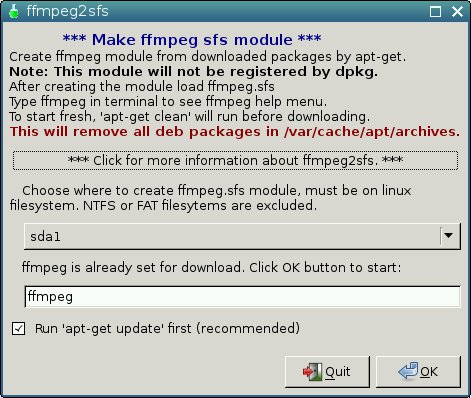 ffmpeg2sfs
*** Make ffmpeg sfs module ***
Create ffmpeg module from downloaded packages by apt-get.
Note: This module will not be registered by dpkg.
After creating the module load ffmpeg.sfs
Type ffmpeg in terminal to see ffmpeg help menu.
To start fresh, 'apt-get clean' will run before downloading.
This will remove all deb packages in /var/cache/apt/archives.
*** Click for more information about ffmpeg2sfs. ***
Choose where to create ffmpeg.sfs module, must be on linux
filesystem. NTFS or FAT filesytems are excluded.
sda1
ffmpeg is already set for download. Click OK button to start:
ffmpeg
Run 'apt-get update' first (recommended)
Quit
OK